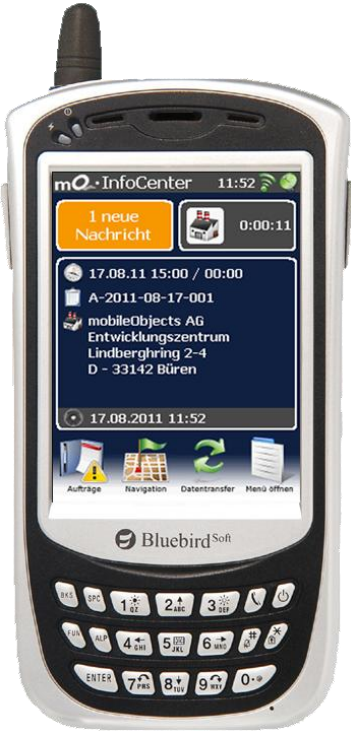 mO InfoCenter 11:52
1 neue
Nachricht
0:00:11
17.08.11 15:00 / 00:00
A-2011-08-17-001
mobileObjects AG
Entwicklungszentrum
Lindberghring 2-4
D - 33142 Büren
17.08.2011 11:52
Aufträge Navigation Datentransfer Menü öffnen
Bluebird Soft
BKS SPC 1 QZ 2 ABC 3 DEF
FUN ALP 4 GHI 5 JKL 6 MNO # *
ENTER 7 PRS 8 TUV 9 WXY 0